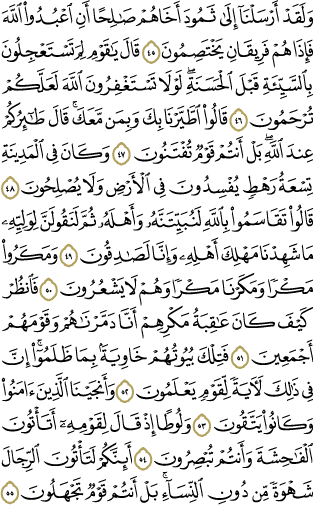 وَلَقَدْ أَرْسَلْنَآ إِلَىٰ ثَمُودَ أَخَاهُمْ صَـٰلِحًا أَنِ ٱعْبُدُوا۟ ٱللَّهَ
فَإِذَا هُمْ فَرِيقَانِ يَخْتَصِمُونَ ٤٥ قَالَ يَـٰقَوْمِ لِمَ تَسْتَعْجِلُونَ
بِٱلسَّيِّئَةِ قَبْلَ ٱلْحَسَنَةِ ۖ لَوْلَا تَسْتَغْفِرُونَ ٱللَّهَ لَعَلَّكُمْ
تُرْحَمُونَ ٤٦ قَالُوا۟ ٱطَّيَّرْنَا بِكَ وَبِمَن مَّعَكَ ۚ قَالَ طَـٰٓئِرُكُمْ
عِندَ ٱللَّهِ ۖ بَلْ أَنتُمْ قَوْمٌ تُفْتَنُونَ ٤٧ وَكَانَ فِى ٱلْمَدِينَةِ
تِسْعَةُ رَهْطٍ يُفْسِدُونَ فِى ٱلْأَرْضِ وَلَا يُصْلِحُونَ ٤٨
قَالُوا۟ تَقَاسَمُوا۟ بِٱللَّهِ لَنُبَيِّتَنَّهُۥ وَأَهْلَهُۥ ثُمَّ لَنَقُولَنَّ لِوَلِيِّهِۦ
مَا شَهِدْنَا مَهْلِكَ أَهْلِهِۦ وَإِنَّا لَصَـٰدِقُونَ ٤٩ وَمَكَرُوا۟
مَكْرًا وَمَكَرْنَا مَكْرًا وَهُمْ لَا يَشْعُرُونَ ٥٠ فَٱنظُرْ
كَيْفَ كَانَ عَـٰقِبَةُ مَكْرِهِمْ أَنَّا دَمَّرْنَـٰهُمْ وَقَوْمَهُمْ
أَجْمَعِينَ ٥١ فَتِلْكَ بُيُوتُهُمْ خَاوِيَةًۢ بِمَا ظَلَمُوٓا۟ ۗ إِنَّ
فِى ذَٰلِكَ لَـَٔايَةً لِّقَوْمٍ يَعْلَمُونَ ٥٢ وَأَنجَيْنَا ٱلَّذِينَ ءَامَنُوا۟
وَكَانُوا۟ يَتَّقُونَ ٥٣ وَلُوطًا إِذْ قَالَ لِقَوْمِهِۦٓ أَتَأْتُونَ
ٱلْفَـٰحِشَةَ وَأَنتُمْ تُبْصِرُونَ ٥٤ أَئِنَّكُمْ لَتَأْتُونَ ٱلرِّجَالَ
شَهْوَةً مِّن دُونِ ٱلنِّسَآءِ ۚ بَلْ أَنتُمْ قَوْمٌ تَجْهَلُونَ ٥٥